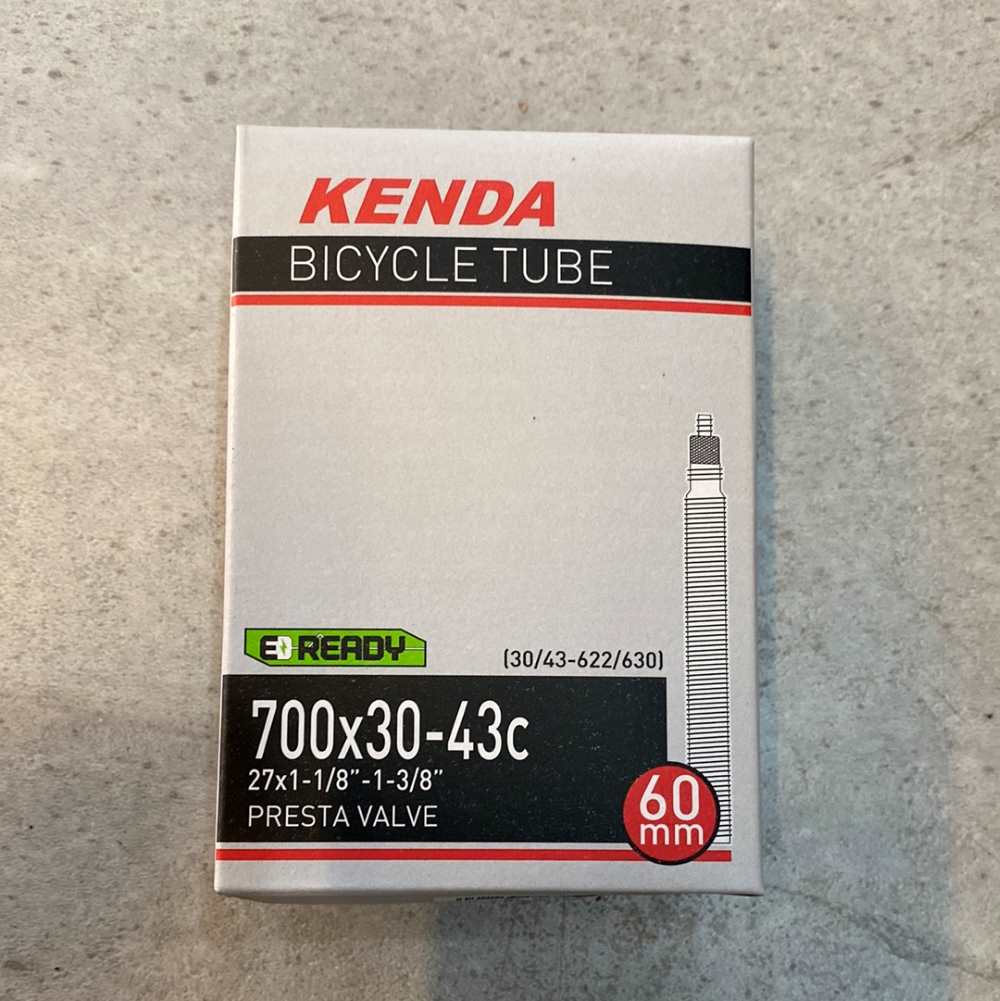 KENDA
BICYCLE TUBE
READY
(30/43-622/630)
700x30-43c
27x1-1/8"-1-3/8"
PRESTA VALVE
60
mm